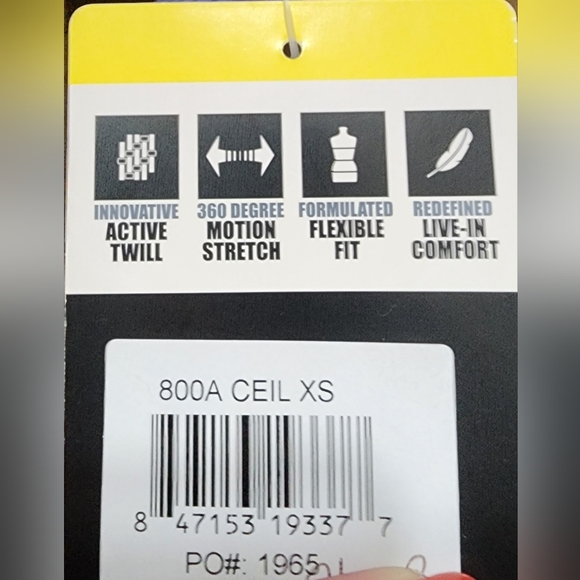 INNOVATIVE
ACTIVE
TWILL
360 DEGREE
MOTION
STRETCH
FORMULATED
FLEXIBLE
FIT
REDEFINED
LIVE-IN
COMFORT
800A CEIL XS
8 47153 19337 7
PO#: 1965